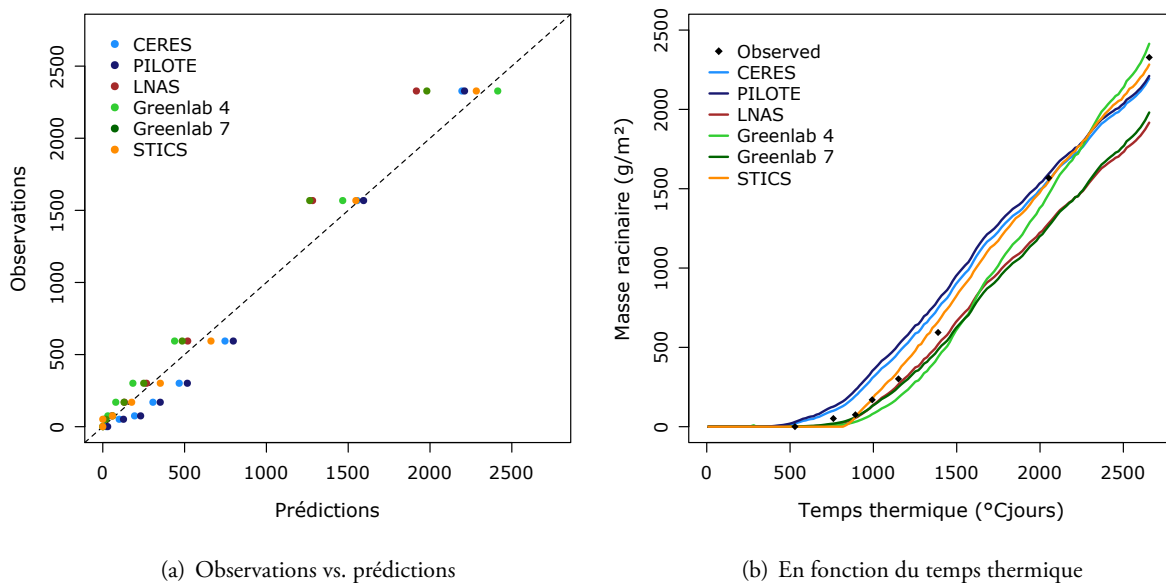 CERES
PILOTE
LNAS
Greenlab 4
Greenlab 7
STICS
Observations
0
500
1000
1500
2000
2500
0
500
1000
1500
2000
2500
Prédictions
(a) Observations vs. prédictions
Observed
CERES
PILOTE
LNAS
Greenlab 4
Greenlab 7
STICS
Masse racinaire (g/m²)
0
500
1000
1500
2000
2500
0
500
1000
1500
2000
2500
Temps thermique (°Cjours)
(b) En fonction du temps thermique